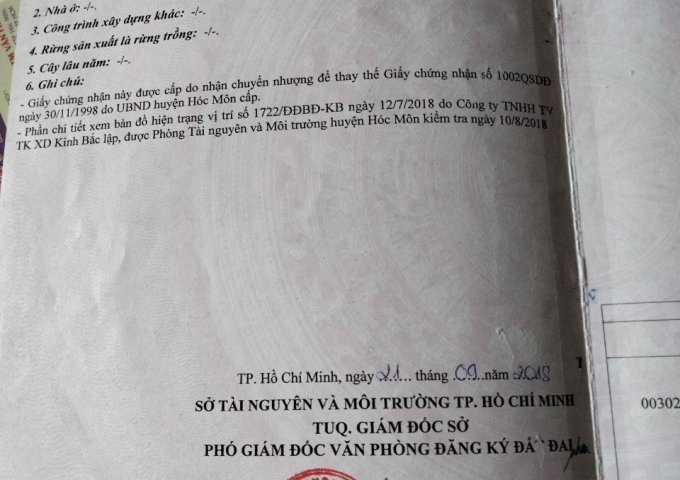 2. Nhà ở: -/-.
3. Công trình xây dựng khác: -/-.
4. Rừng sản xuất là rừng trồng: -/-.
5. Cây lâu năm: -/-.
6. Ghi chú:
- Giấy chứng nhận này được cấp do nhận chuyển nhượng để thay thế Giấy chứng nhận số 1002QSDĐ
ngày 30/11/1998 do UBND huyện Hóc Môn cấp.
- Phần chi tiết xem bản đồ hiện trạng vị trí số 1722/ĐĐBĐ-KB ngày 12/7/2018 do Công ty TNHH TV
TK XD Kinh Bắc lập, được Phòng Tài nguyên và Môi trường huyện Hóc Môn kiểm tra ngày 10/8/2018.
TP. Hồ Chí Minh, ngày 21 tháng 09 năm 2018
SỞ TÀI NGUYÊN VÀ MÔI TRƯỜNG TP. HỒ CHÍ MINH
TUQ. GIÁM ĐỐC SỞ
PHÓ GIÁM ĐỐC VĂN PHÒNG ĐĂNG KÝ ĐẤT ĐAI
1
00302